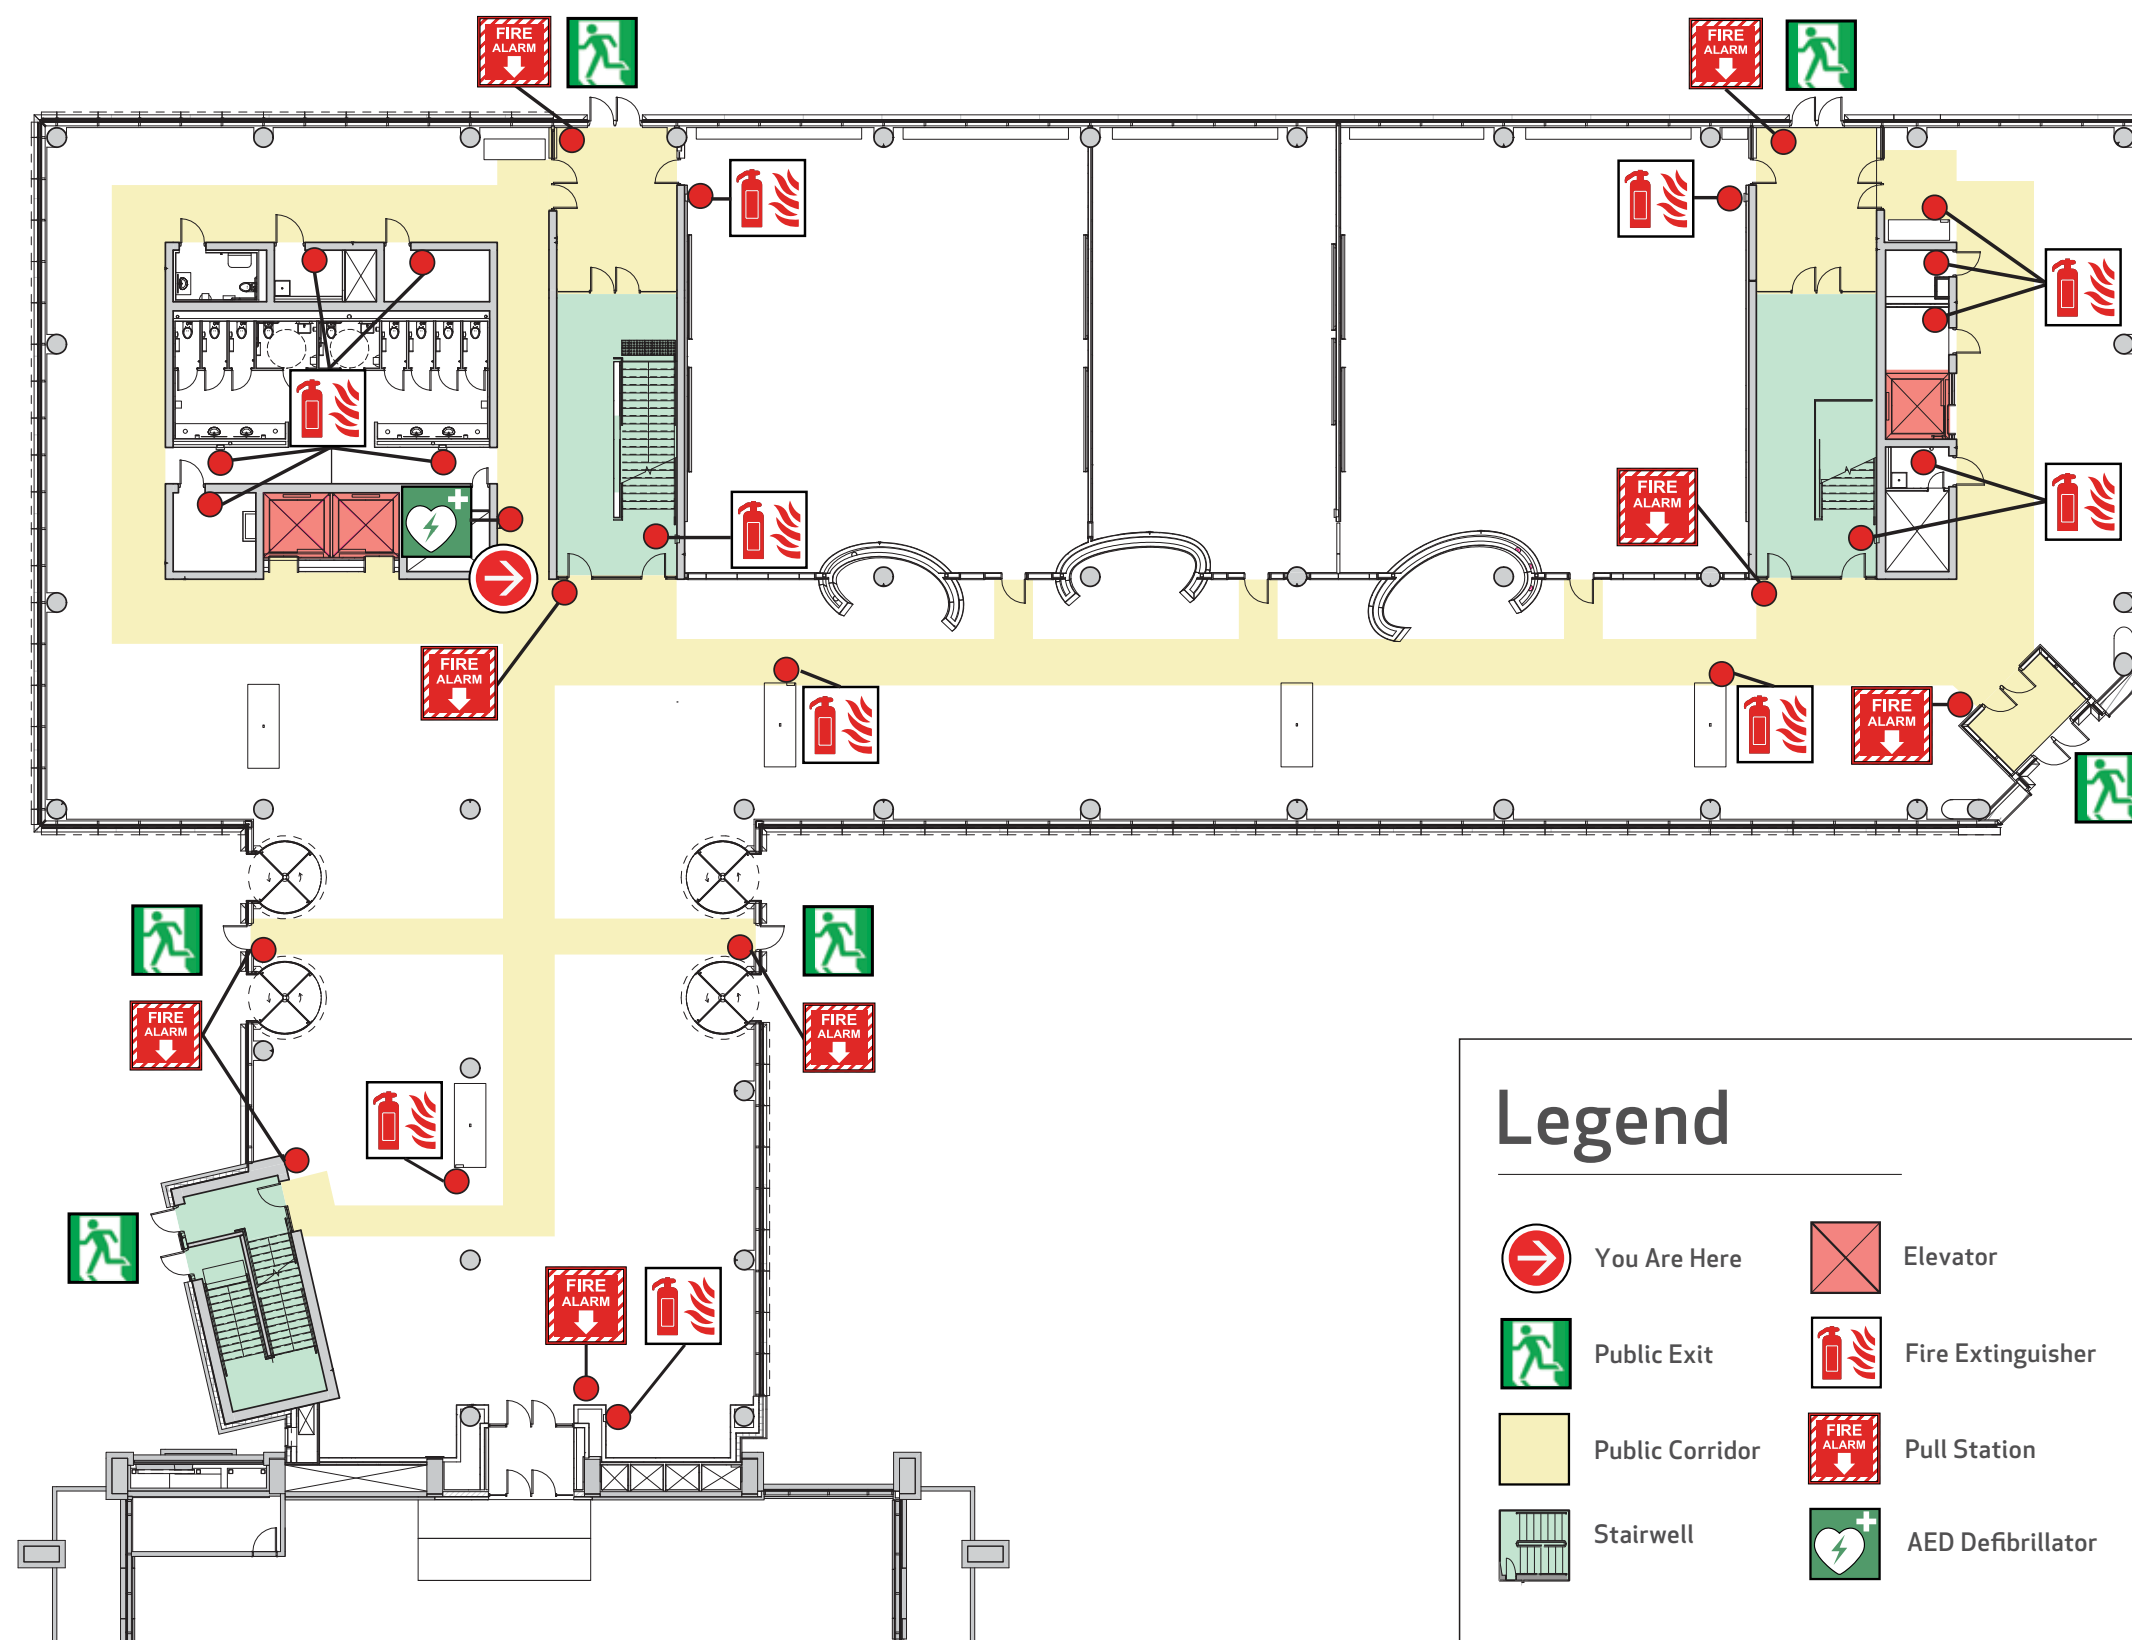 FIRE
ALARM
FIRE
ALARM
FIRE
ALARM
FIRE
ALARM
FIRE
ALARM
FIRE
ALARM
FIRE
ALARM
FIRE
ALARM
Legend
You Are Here
Elevator
Public Exit
Fire Extinguisher
Public Corridor
FIRE
ALARM
Pull Station
Stairwell
AED Defibrillator